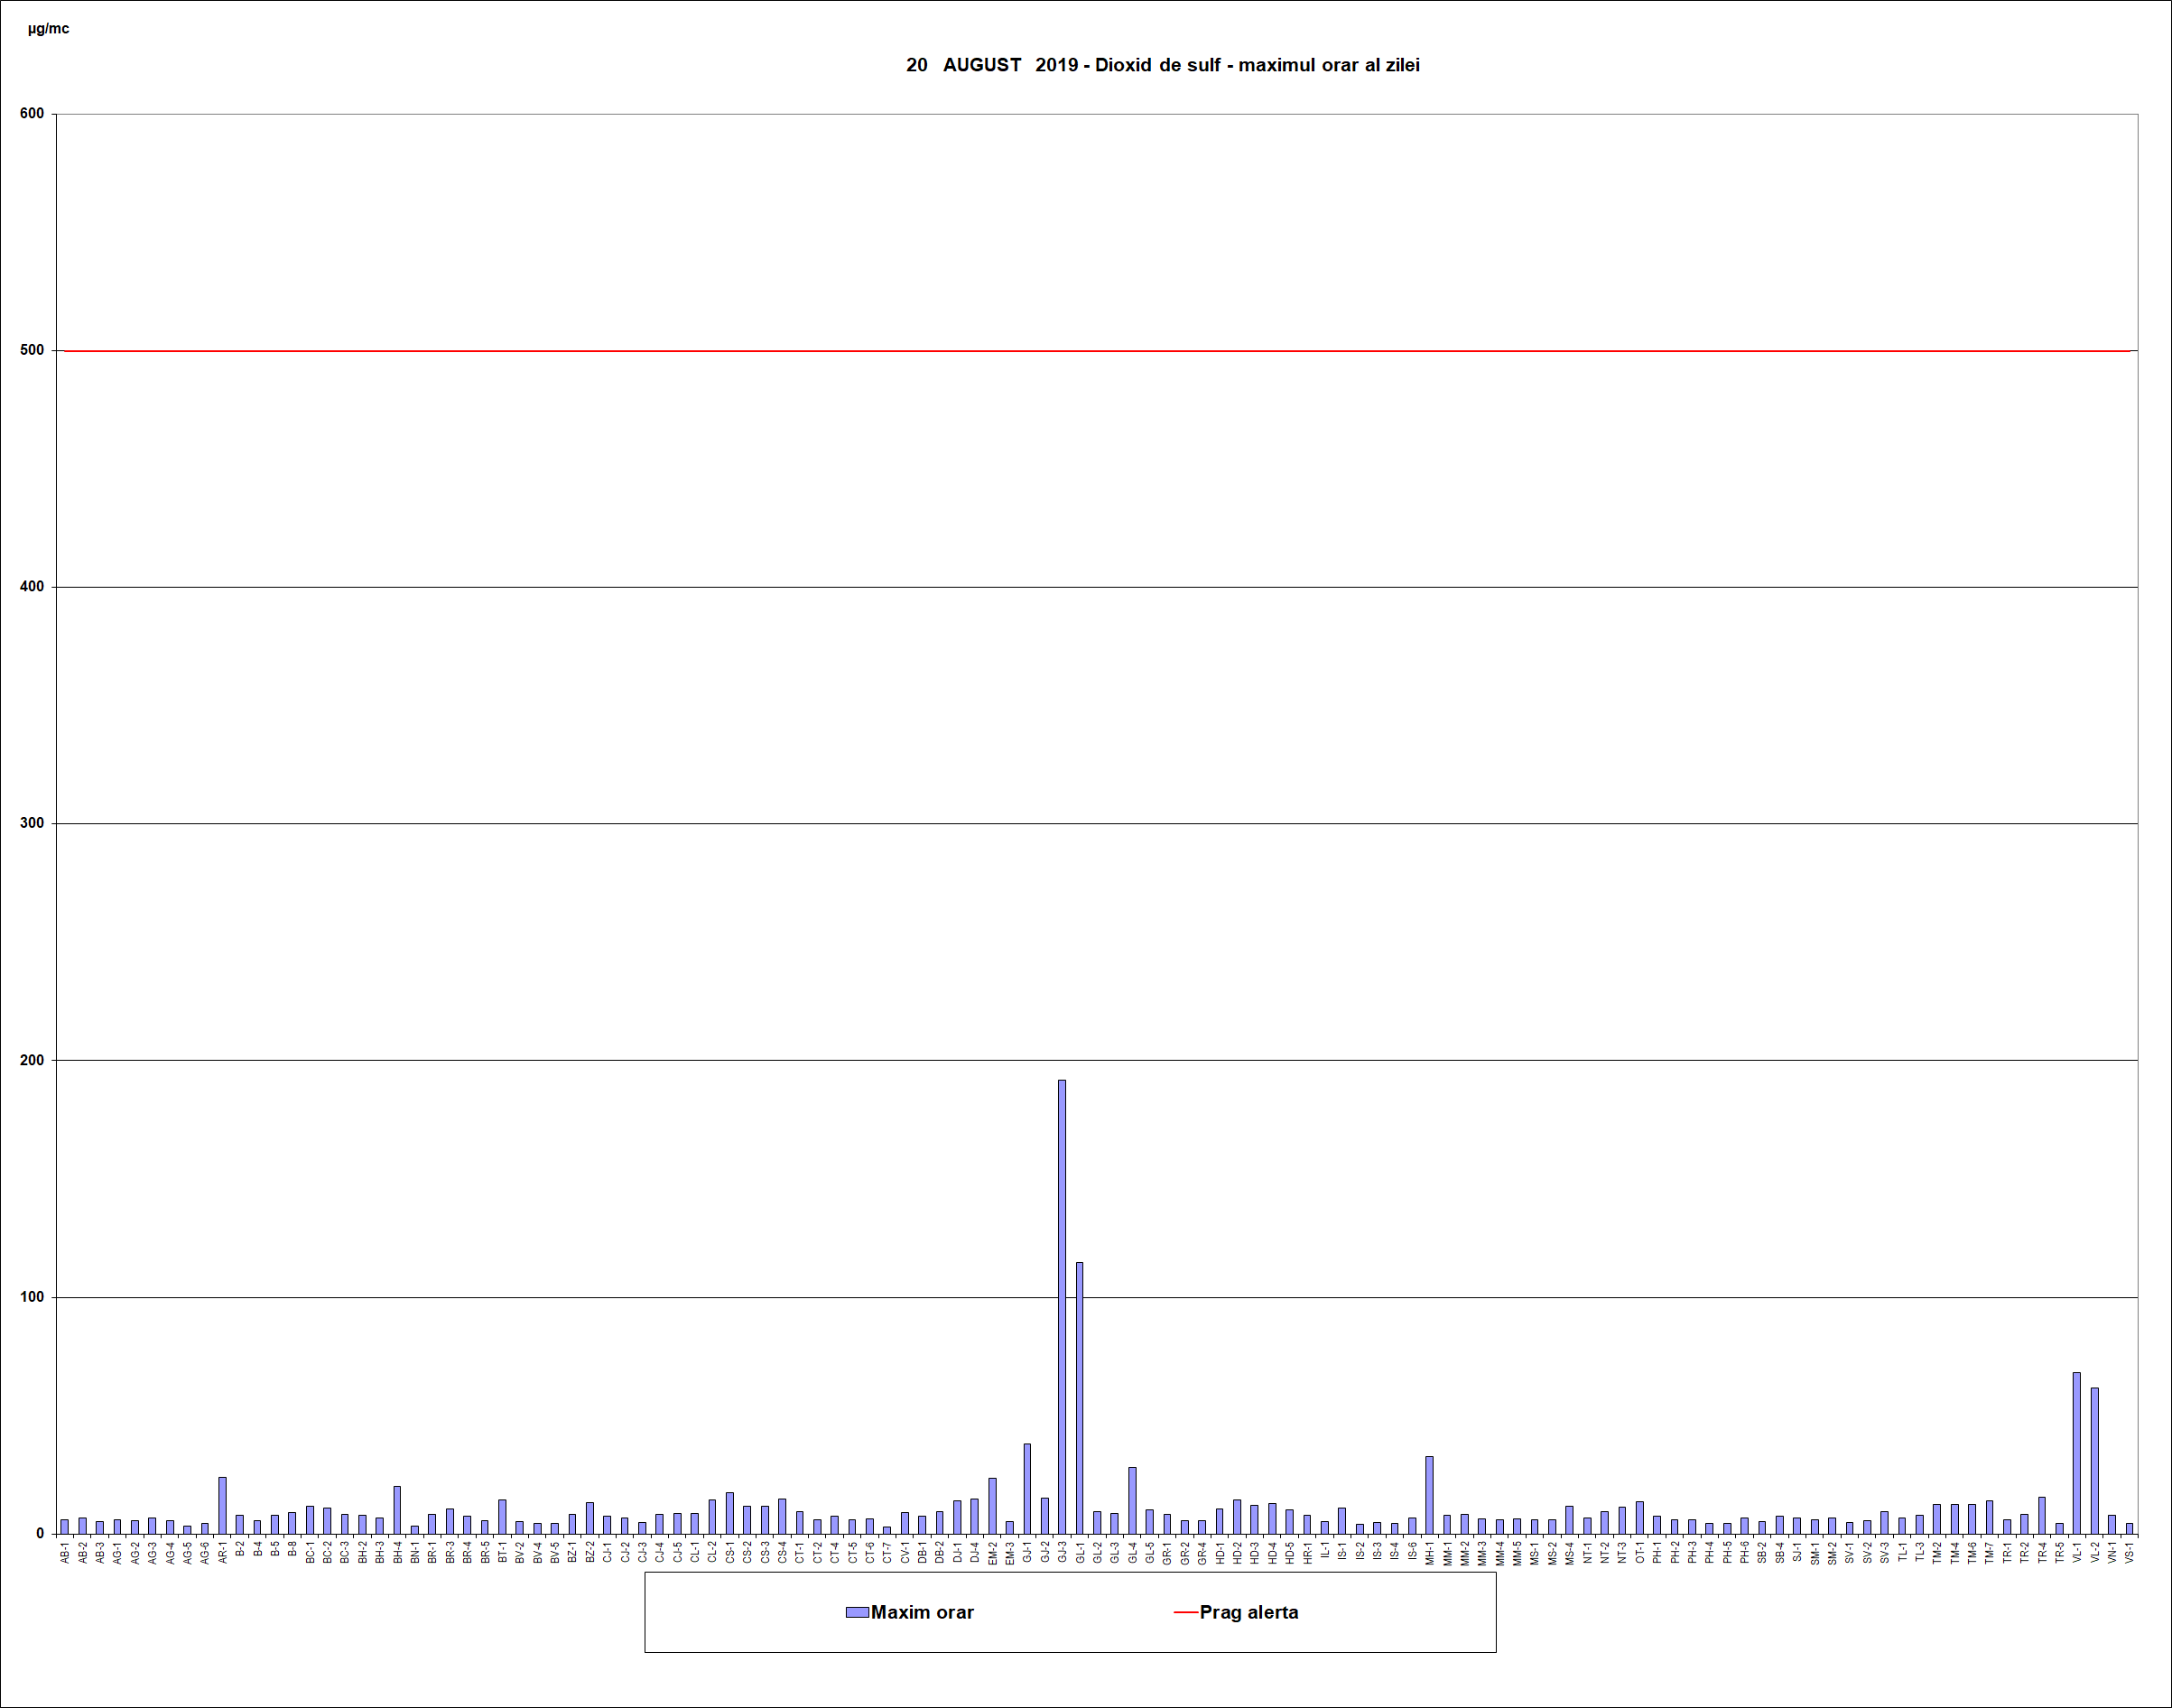 µg/mc
20 AUGUST 2019 - Dioxid de sulf - maximul orar al zilei
600
500
400
300
200
100
0
AB-1 AB-2 AB-3 AG-1 AG-2 AG-3 AG-4 AG-5 AG-6 AR-1 B-2 B-4 B-5 B-8 BC-1 BC-2 BC-3 BH-2 BH-3 BH-4 BN-1 BR-1 BR-3 BR-4 BR-5 BT-1 BV-2 BV-4 BV-5 BZ-1 BZ-2 CJ-1 CJ-2 CJ-3 CJ-4 CJ-5 CL-1 CL-2 CS-1 CS-2 CS-3 CS-4 CT-1 CT-2 CT-4 CT-5 CT-6 CT-7 CV-1 DB-1 DB-2 DJ-1 DJ-4 EM-2 EM-3 GJ-1 GJ-2 GJ-3 GL-1 GL-2 GL-3 GL-4 GL-5 GR-1 GR-2 GR-4 HD-1 HD-2 HD-3 HD-4 HD-5 HR-1 IL-1 IS-1 IS-2 IS-3 IS-4 IS-6 MH-1 MM-1 MM-2 MM-3 MM-4 MM-5 MS-1 MS-2 MS-4 NT-1 NT-2 NT-3 OT-1 PH-1 PH-2 PH-3 PH-4 PH-5 PH-6 SB-2 SB-4 SJ-1 SM-1 SM-2 SV-1 SV-2 SV-3 TL-1 TL-3 TM-2 TM-4 TM-6 TM-7 TR-1 TR-2 TR-4 TR-5 VL-1 VL-2 VN-1 VS-1
Maxim orar Prag alerta